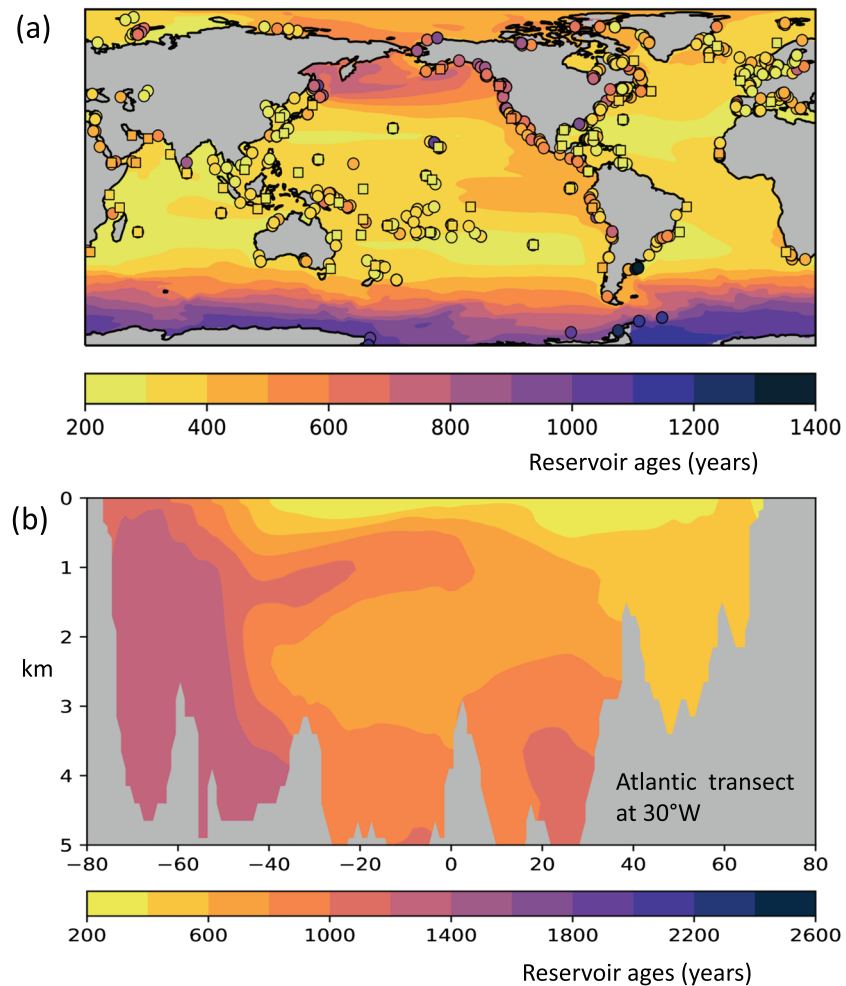 (a)
200 400 600 800 1000 1200 1400
Reservoir ages (years)
(b)
0
1
2
km
3
4
5
Atlantic transect
at 30°W
−80 −60 −40 −20 0 20 40 60 80
200 600 1000 1400 1800 2200 2600
Reservoir ages (years)